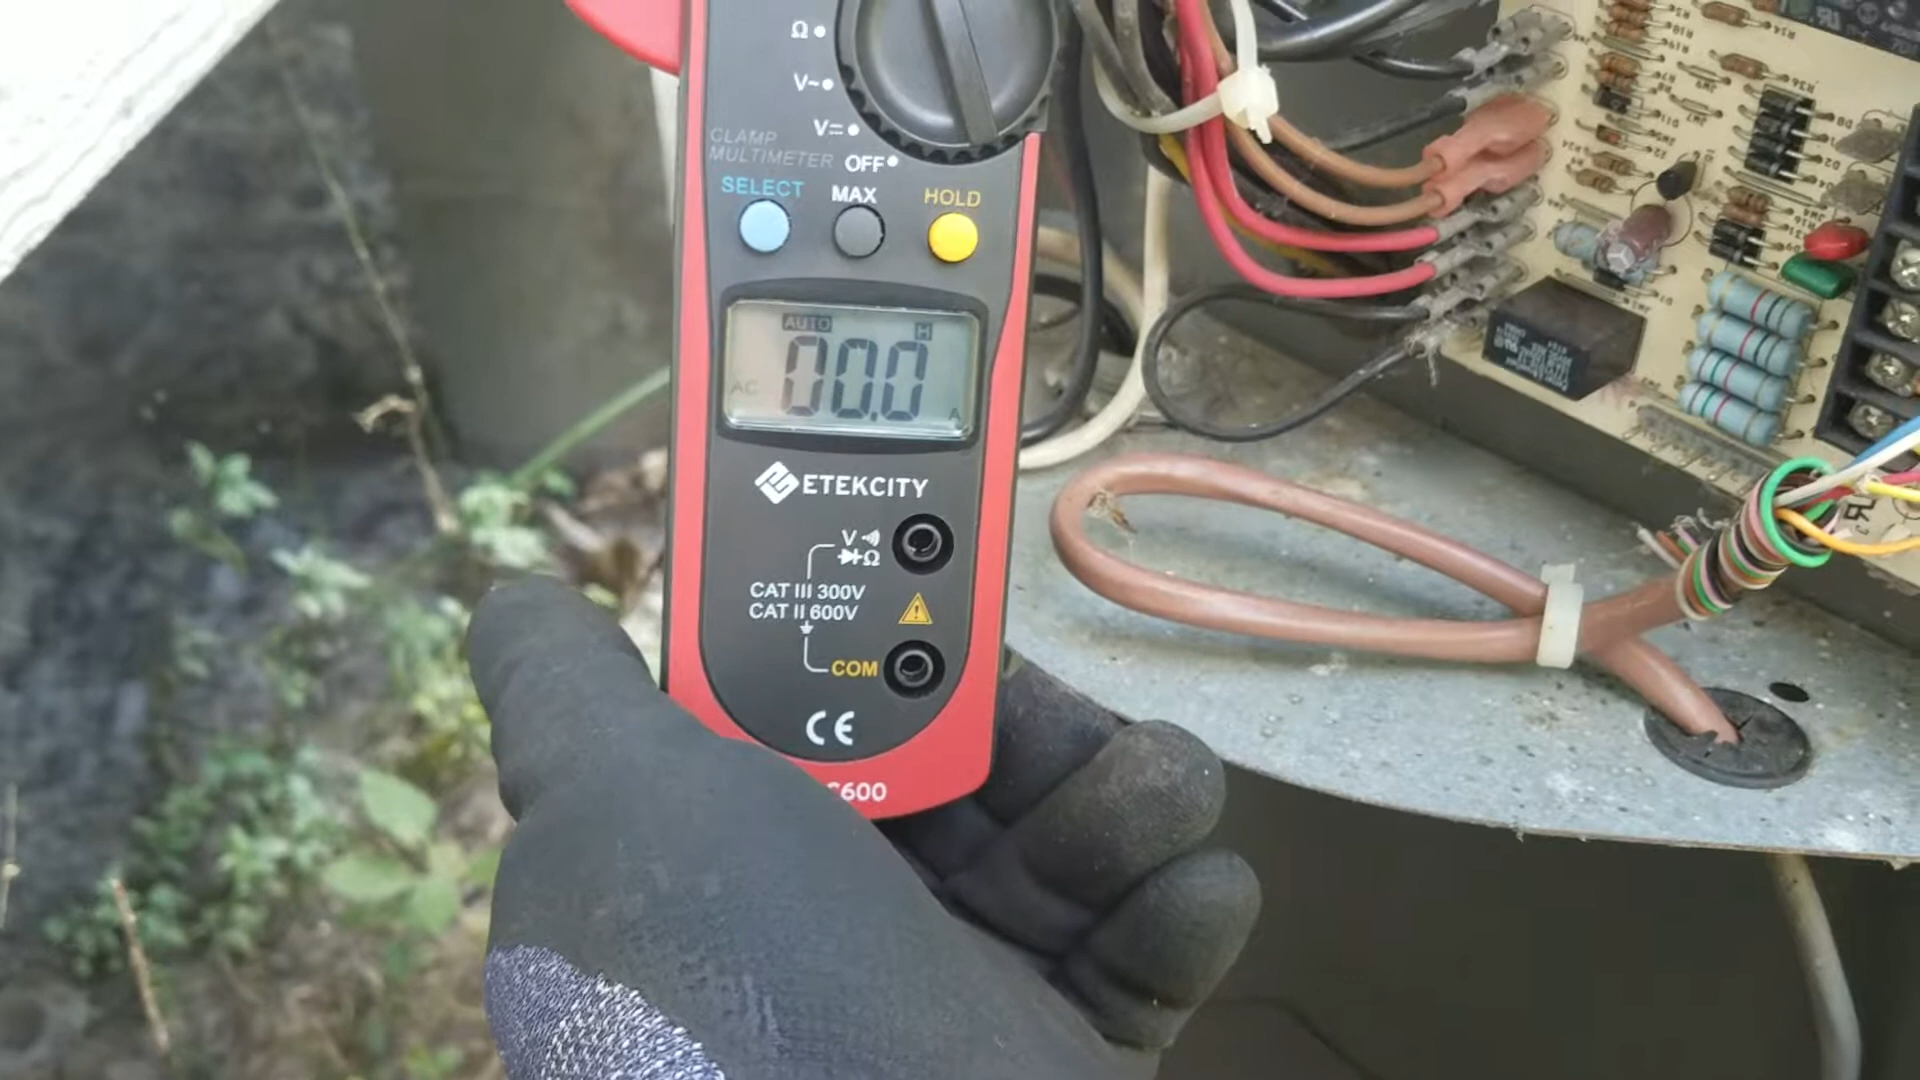 Ω
V~
V=
CLAMP
MULTIMETER
OFF
SELECT
MAX
HOLD
AUTO
H
AC
00.0
A
ETEKCITY
V
Ω
CAT III 300V
CAT II 600V
COM
CE
600